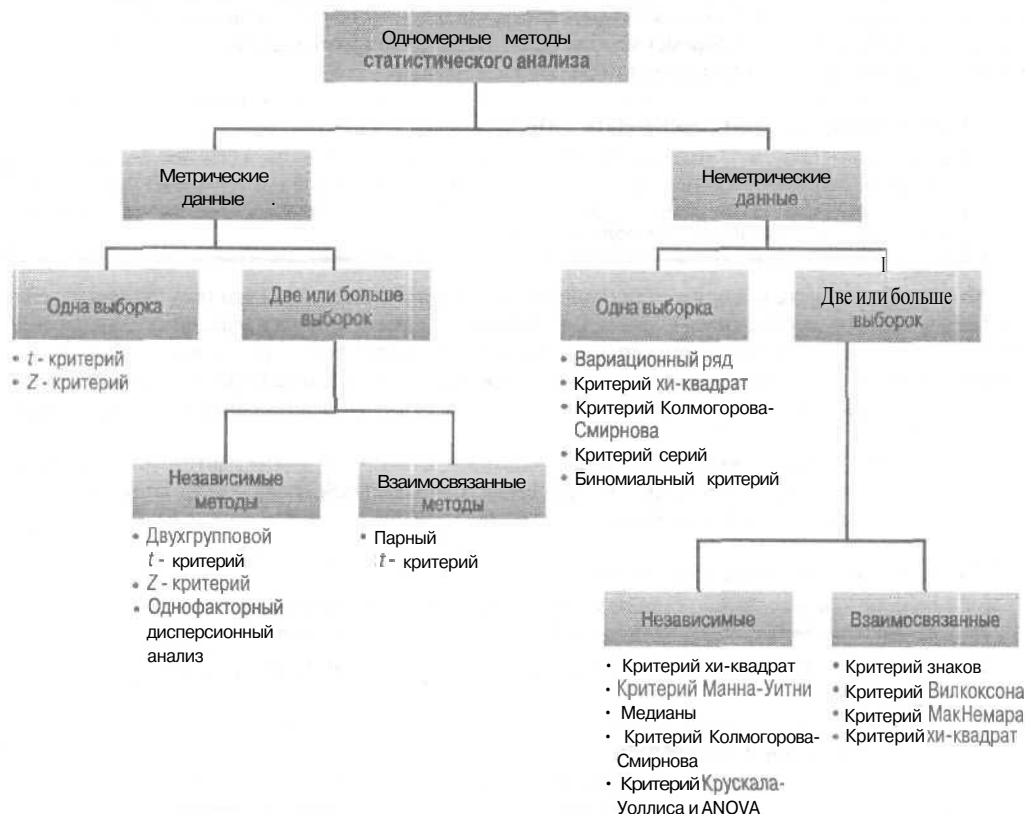 Одномерные методы
статистического анализа
Метрические
данные .
Неметрические
данные
Одна выборка
Две или больше
выборок
Одна выборка
Две или больше
выборок
• t - критерий
• Z - критерий
• Вариационный ряд
• Критерий хи-квадрат
• Критерий Колмогорова-
Смирнова
• Критерий серий
• Биномиальный критерий
Независимые
методы
Взаимосвязанные
методы
• Двухгрупповой
t - критерий
• Z - критерий
• Однофакторный
дисперсионный
анализ
• Парный
t - критерий
Независимые
Взаимосвязанные
• Критерий хи-квадрат
• Критерий Манна-Уитни
• Медианы
• Критерий Колмогорова-
Смирнова
• Критерий Крускала-
Уоллиса и ANOVA
• Критерий знаков
• Критерий Вилкоксона
• Критерий МакНемара
• Критерий хи-квадрат